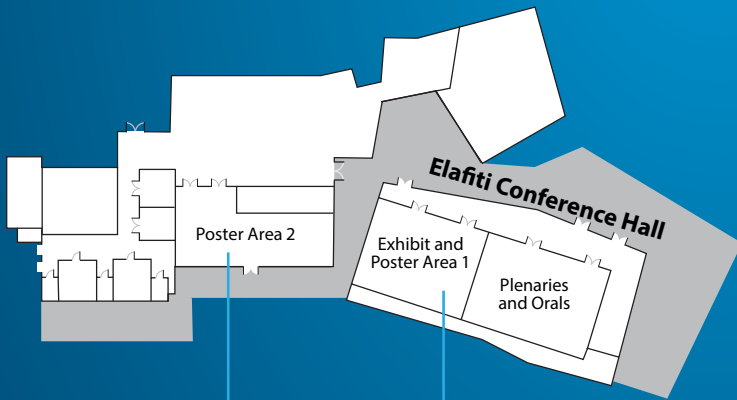 Elafiti Conference Hall
Poster Area 2
Exhibit and
Poster Area 1
Plenaries
and Orals